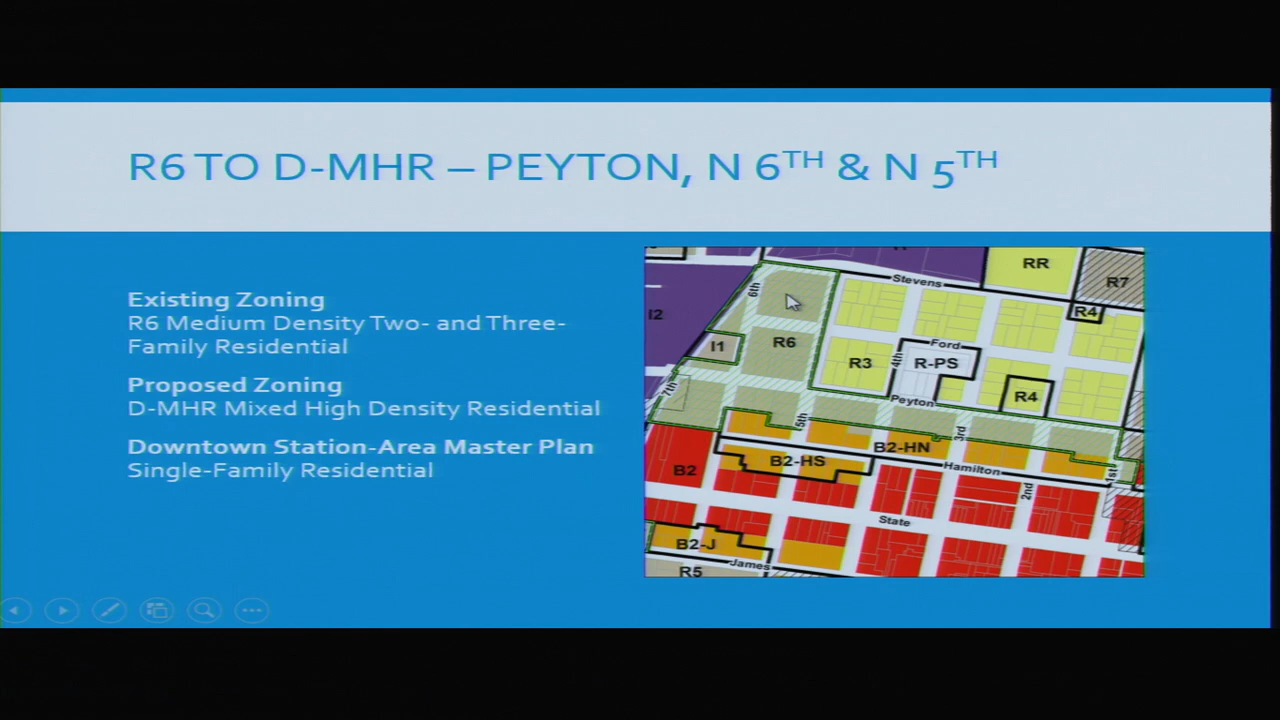 R6 TO D-MHR – PEYTON, N 6TH & N 5TH
Existing Zoning
R6 Medium Density Two- and Three-
Family Residential
Proposed Zoning
D-MHR Mixed High Density Residential
Downtown Station-Area Master Plan
Single-Family Residential
RR
R7
Stevens
6th
I2
R4
I1
R6
Ford
R3
4th
R-PS
7th
R4
Peyton
5th
3rd
B2-HN
B2-HS
B2
Hamilton
1st
2nd
State
B2-J
James
R5